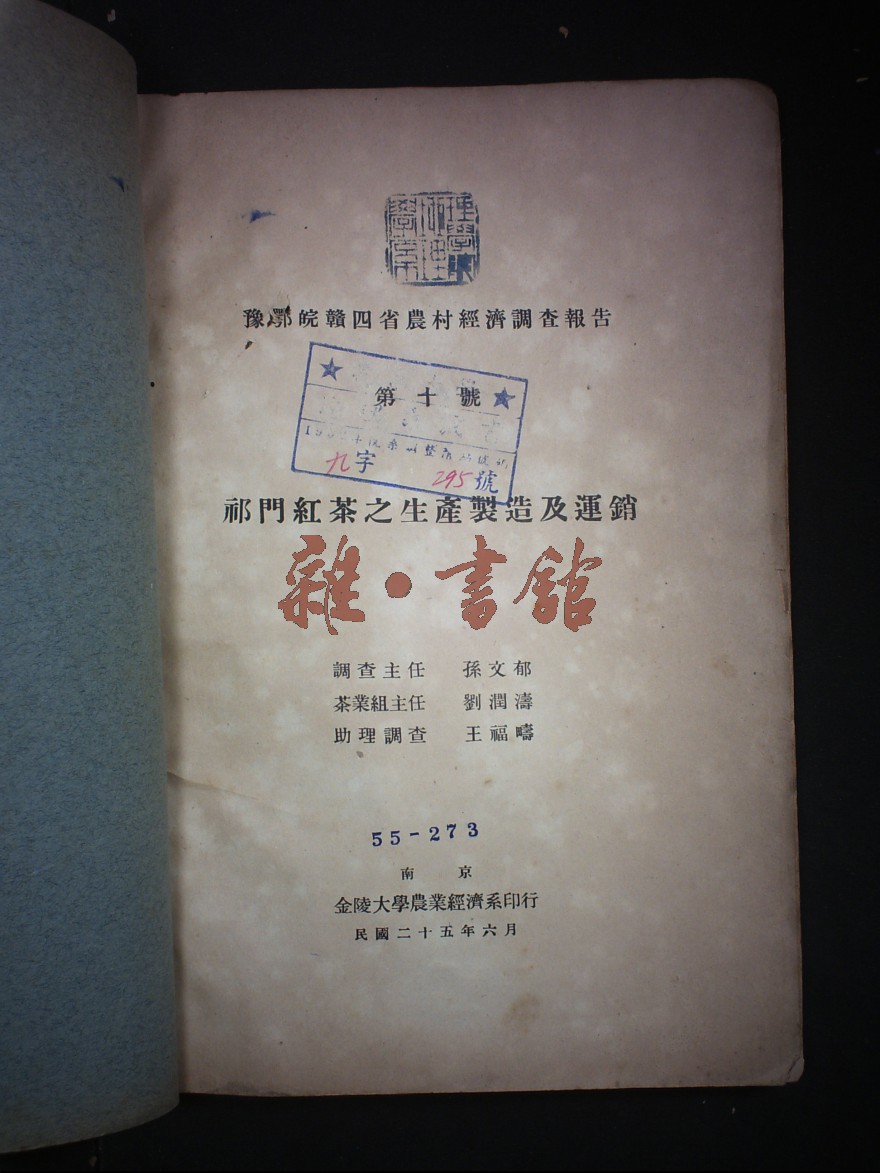 豫鄂皖贛四省農村經濟調查報告
第十號
九字 295號
祁門紅茶之生產製造及運銷
雜·書館
調查主任 孫文郁
茶業組主任 劉潤濤
助理調查 王福疇
55-273
南京
金陵大學農業經濟系印行
民國二十五年六月